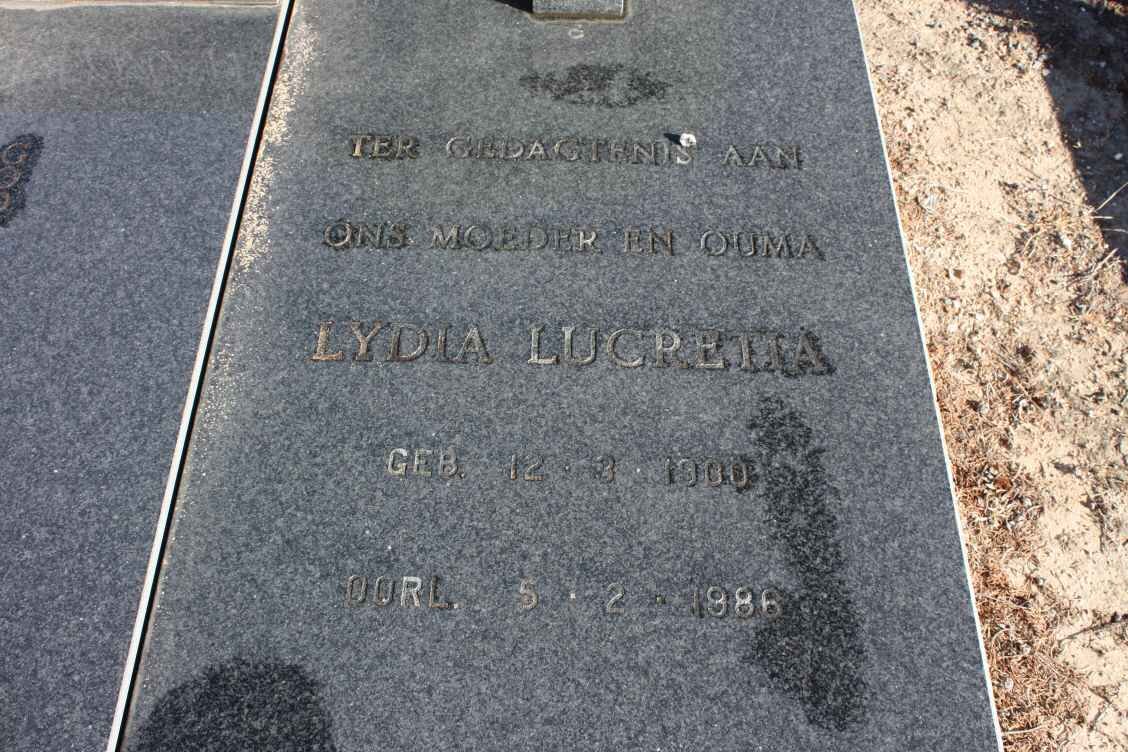 TER GEDAGTENIS AAN
ONS MOEDER EN OUMA
LYDIA LUCRETIA
GEB. 12 · 3 · 1900
OORL. 5 · 2 · 1986